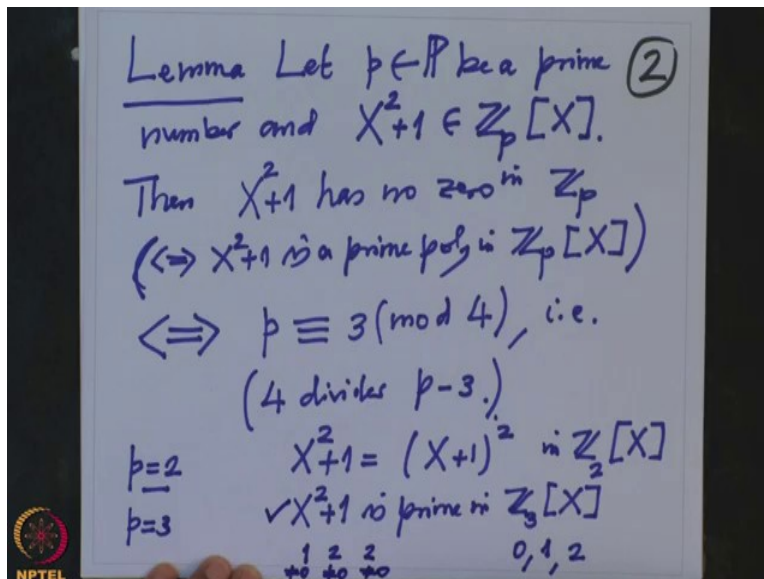 Lemma Let p∈ℙ be a prime ②
number and X²+1 ∈ ℤₚ[X].
Then X²+1 has no zero in ℤₚ
(⇔ X²+1 is a prime poly in ℤₚ[X])
⇔ p ≡ 3 (mod 4), i.e.
(4 divides p-3.)
p=2 X²+1 = (X+1)² in ℤ₂[X]
p=3 ✓X²+1 is prime in ℤ₃[X]
1 2 2 0, 1, 2
≠0 ≠0 ≠0
NPTEL